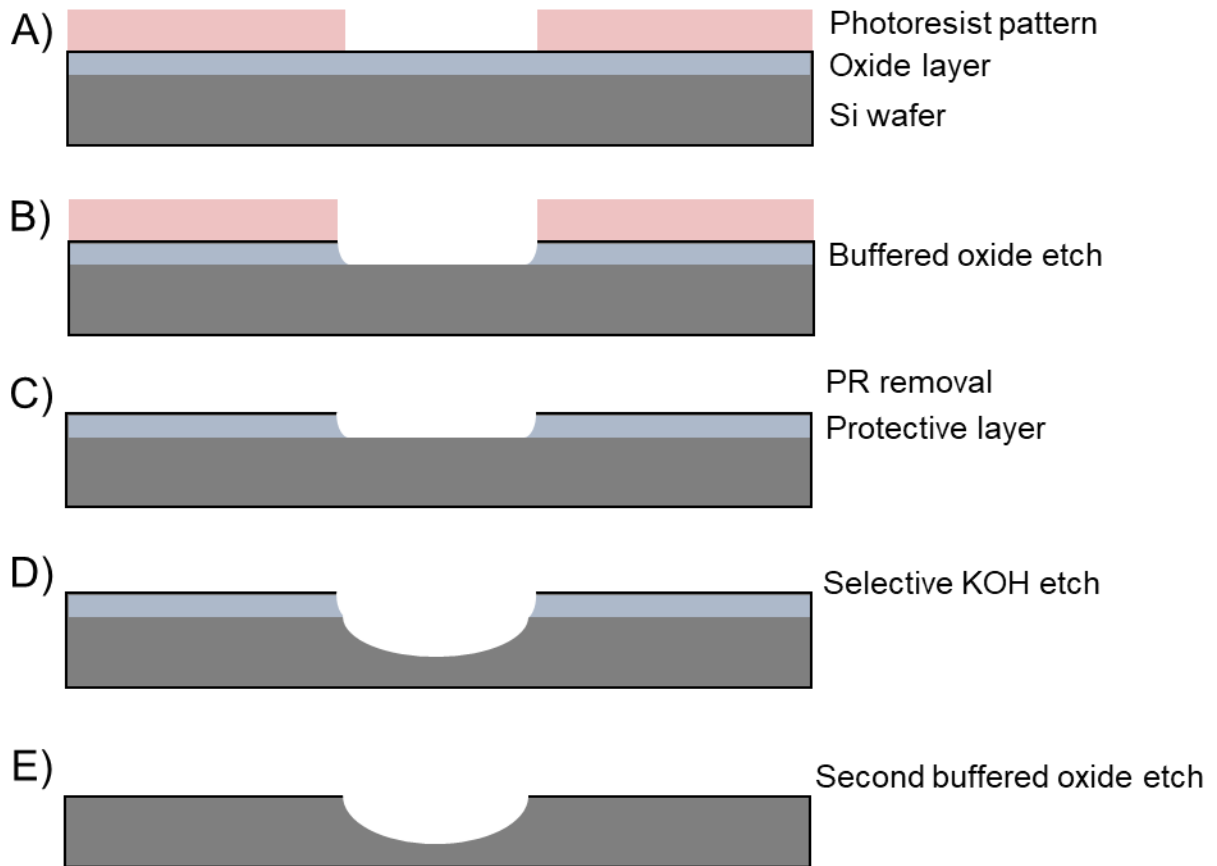 A)
Photoresist pattern
Oxide layer
Si wafer
B)
Buffered oxide etch
C)
PR removal
Protective layer
D)
Selective KOH etch
E)
Second buffered oxide etch